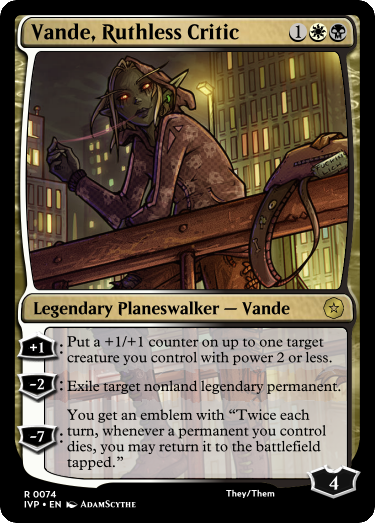 Vande, Ruthless Critic 1
Legendary Planeswalker — Vande
+1: Put a +1/+1 counter on up to one target
creature you control with power 2 or less.
-2: Exile target nonland legendary permanent.
You get an emblem with “Twice each
-7: turn, whenever a permanent you control
dies, you may return it to the battlefield
tapped.”
4
R 0074 They/Them
IVP • EN AdamScythe